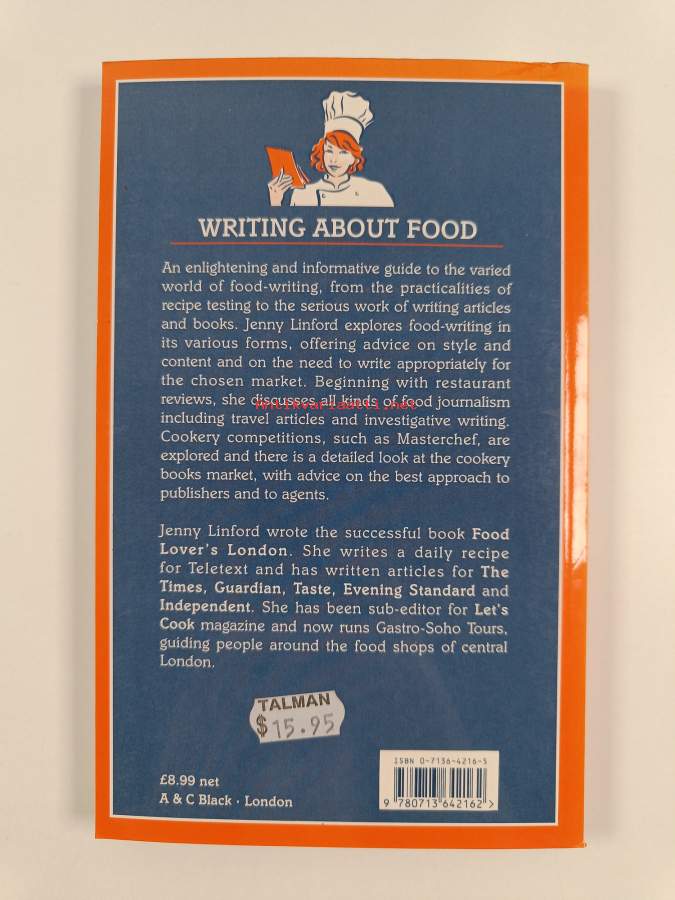 WRITING ABOUT FOOD
An enlightening and informative guide to the varied
world of food-writing, from the practicalities of
recipe testing to the serious work of writing articles
and books. Jenny Linford explores food-writing in
its various forms, offering advice on style and
content and on the need to write appropriately for
the chosen market. Beginning with restaurant
reviews, she discusses all kinds of food journalism
Antikvariaatti.net
including travel articles and investigative writing.
Cookery competitions, such as Masterchef, are
explored and there is a detailed look at the cookery
books market, with advice on the best approach to
publishers and to agents.
Jenny Linford wrote the successful book Food
Lover's London. She writes a daily recipe
for Teletext and has written articles for The
Times, Guardian, Taste, Evening Standard and
Independent. She has been sub-editor for Let's
Cook magazine and now runs Gastro-Soho Tours,
guiding people around the food shops of central
London.
TALMAN
$15.95
ISBN 0-7136-4216-5
9 780713 642162 >
£8.99 net
A & C Black · London